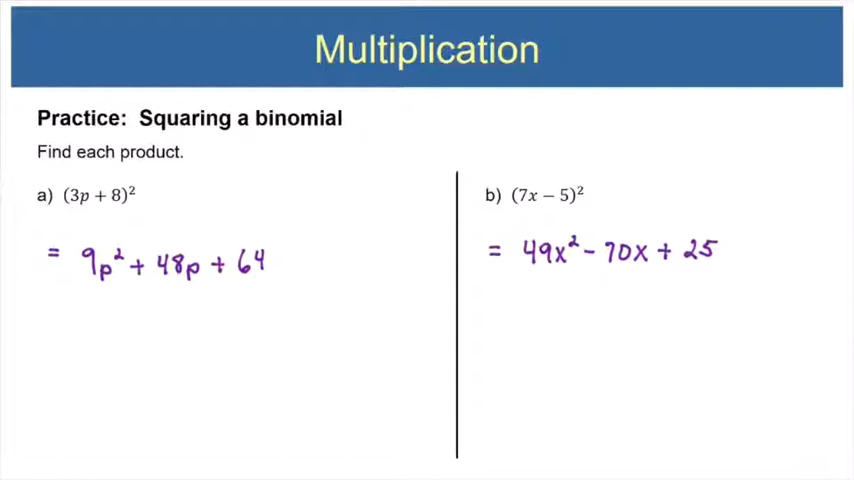 Multiplication
Practice: Squaring a binomial
Find each product.
a) (3p + 8)²
= 9p² + 48p + 64
b) (7x − 5)²
= 49x² - 70x + 25